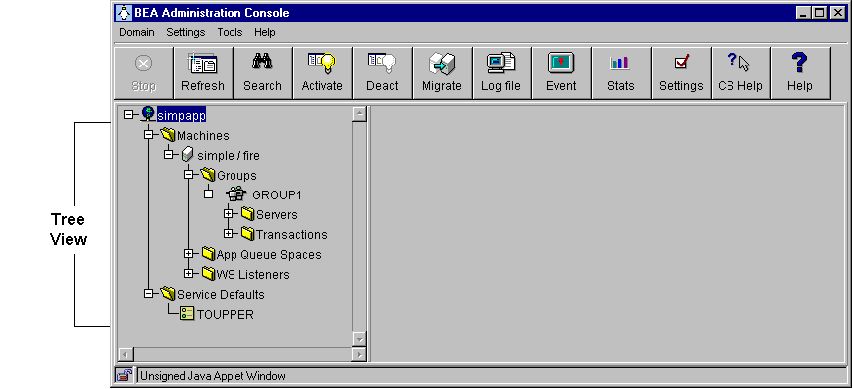 BEA Administration Console
Domain Settings Tools Help
Stop Refresh Search Activate Deact Migrate Log file Event Stats Settings CS Help Help
simpapp
Machines
simple / fire
Groups
GROUP1
Tree
View
Servers
Transactions
App Queue Spaces
WS Listeners
Service Defaults
TOUPPER
Unsigned Java Appet Window